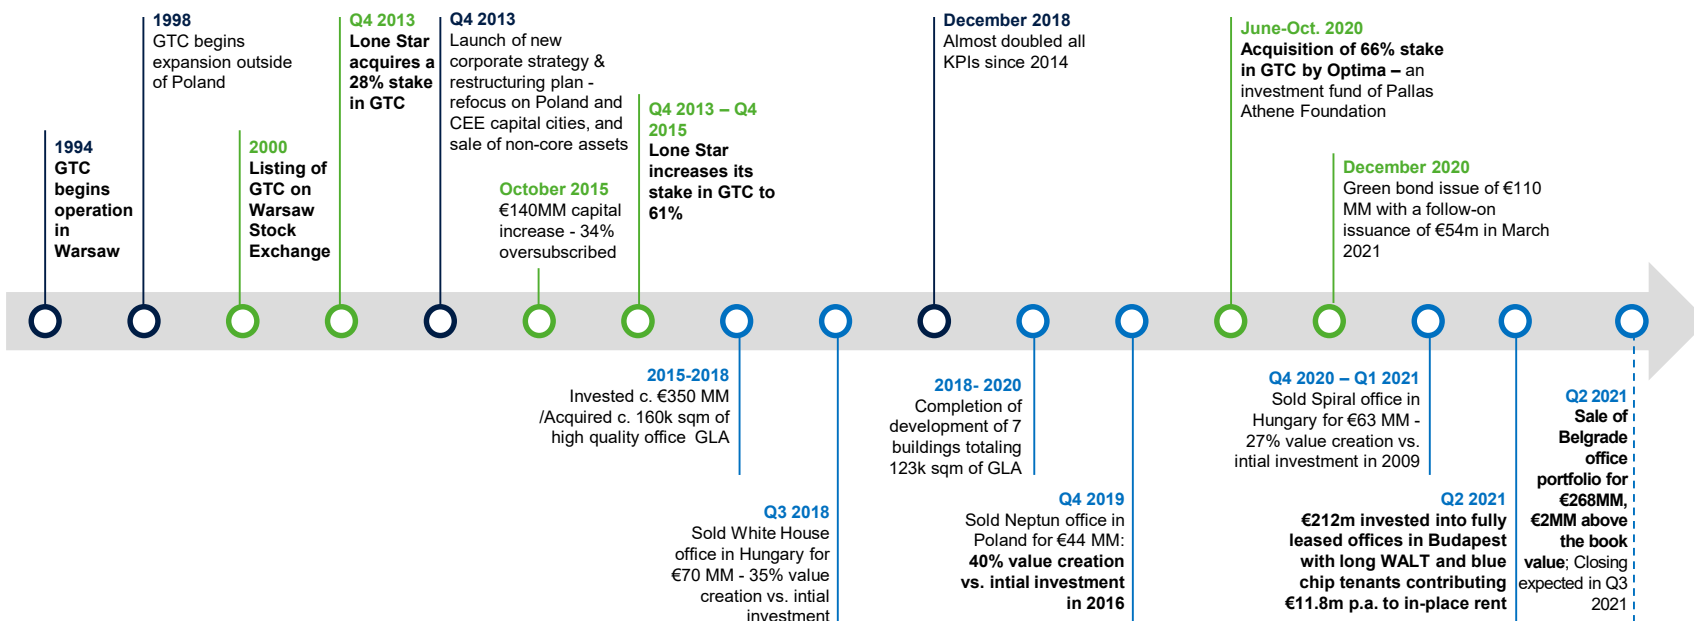 1998
GTC begins
expansion outside
of Poland
Q4 2013
Lone Star
acquires a
28% stake
in GTC
Q4 2013
Launch of new
corporate strategy &
restructuring plan -
refocus on Poland and
CEE capital cities, and
sale of non-core assets
December 2018
Almost doubled all
KPIs since 2014
June-Oct. 2020
Acquisition of 66% stake
in GTC by Optima – an
investment fund of Pallas
Athene Foundation
1994
GTC
begins
operation
in
Warsaw
2000
Listing of
GTC on
Warsaw
Stock
Exchange
October 2015
€140MM capital
increase - 34%
oversubscribed
Q4 2013 – Q4
2015
Lone Star
increases its
stake in GTC to
61%
December 2020
Green bond issue of €110
MM with a follow-on
issuance of €54m in March
2021
2015-2018
Invested c. €350 MM
/Acquired c. 160k sqm of
high quality office  GLA
Q3 2018
Sold White House
office in Hungary for
€70 MM - 35% value
creation vs. intial
investment
2018- 2020
Completion of
development of 7
buildings totaling
123k sqm of GLA
Q4 2019
Sold Neptun office in
Poland for €44 MM:
40% value creation
vs. intial investment
in 2016
Q4 2020 – Q1 2021
Sold Spiral office in
Hungary for €63 MM -
27% value creation vs.
intial investment in 2009
Q2 2021
€212m invested into fully
leased offices in Budapest
with long WALT and blue
chip tenants contributing
€11.8m p.a. to in-place rent
Q2 2021
Sale of
Belgrade
office
portfolio for
€268MM,
€2MM above
the book
value; Closing
expected in Q3
2021